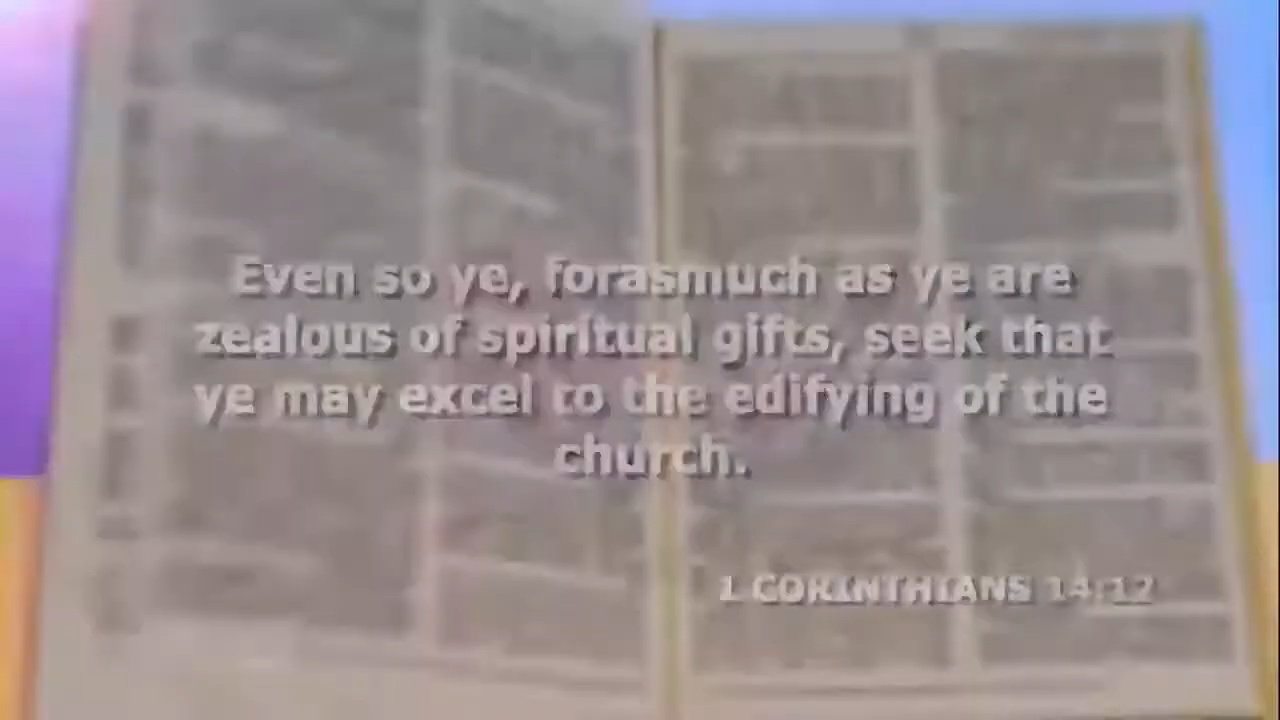 Even so ye, forasmuch as ye are
zealous of spiritual gifts, seek that
ye may excel to the edifying of the
church.
1 CORINTHIANS 14:12